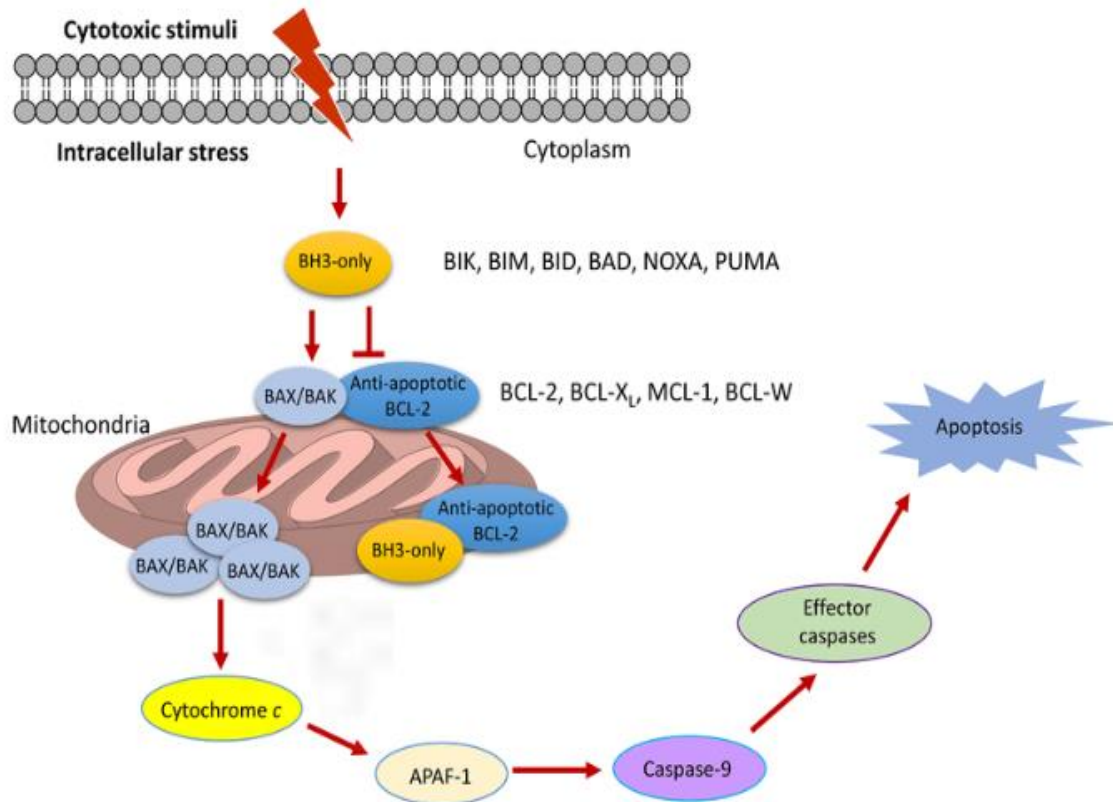 Cytotoxic stimuli
Intracellular stress
Cytoplasm
BH3-only
BIK, BIM, BID, BAD, NOXA, PUMA
BAX/BAK
Anti-apoptotic
BCL-2
BCL-2, BCL-XL, MCL-1, BCL-W
Mitochondria
Apoptosis
BAX/BAK
BAX/BAK
BAX/BAK
Anti-apoptotic
BCL-2
BH3-only
Effector
caspases
Cytochrome c
APAF-1
Caspase-9